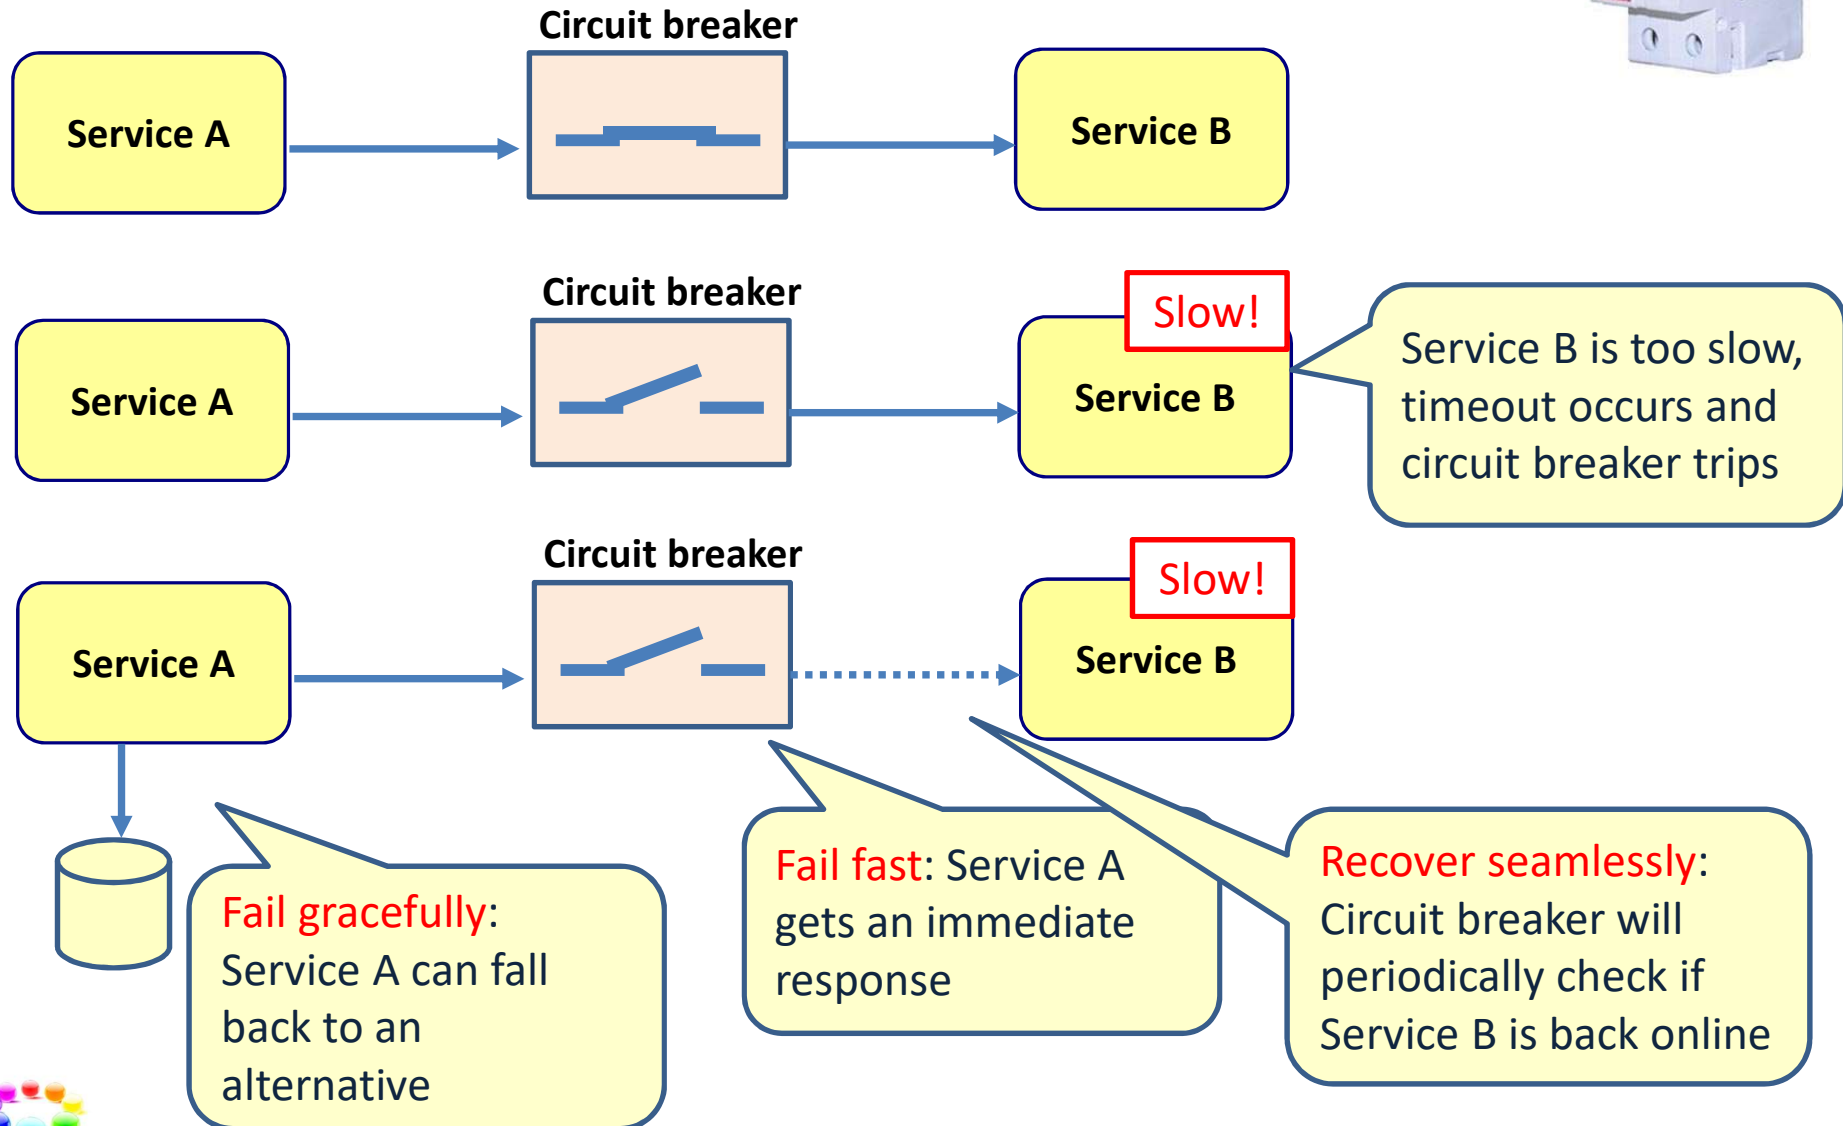 Circuit breaker
Service A
Service B
Circuit breaker
Slow!
Service A
Service B
Service B is too slow,
timeout occurs and
circuit breaker trips
Circuit breaker
Slow!
Service A
Service B
Fail gracefully:
Service A can fall
back to an
alternative
Fail fast: Service A
gets an immediate
response
Recover seamlessly:
Circuit breaker will
periodically check if
Service B is back online